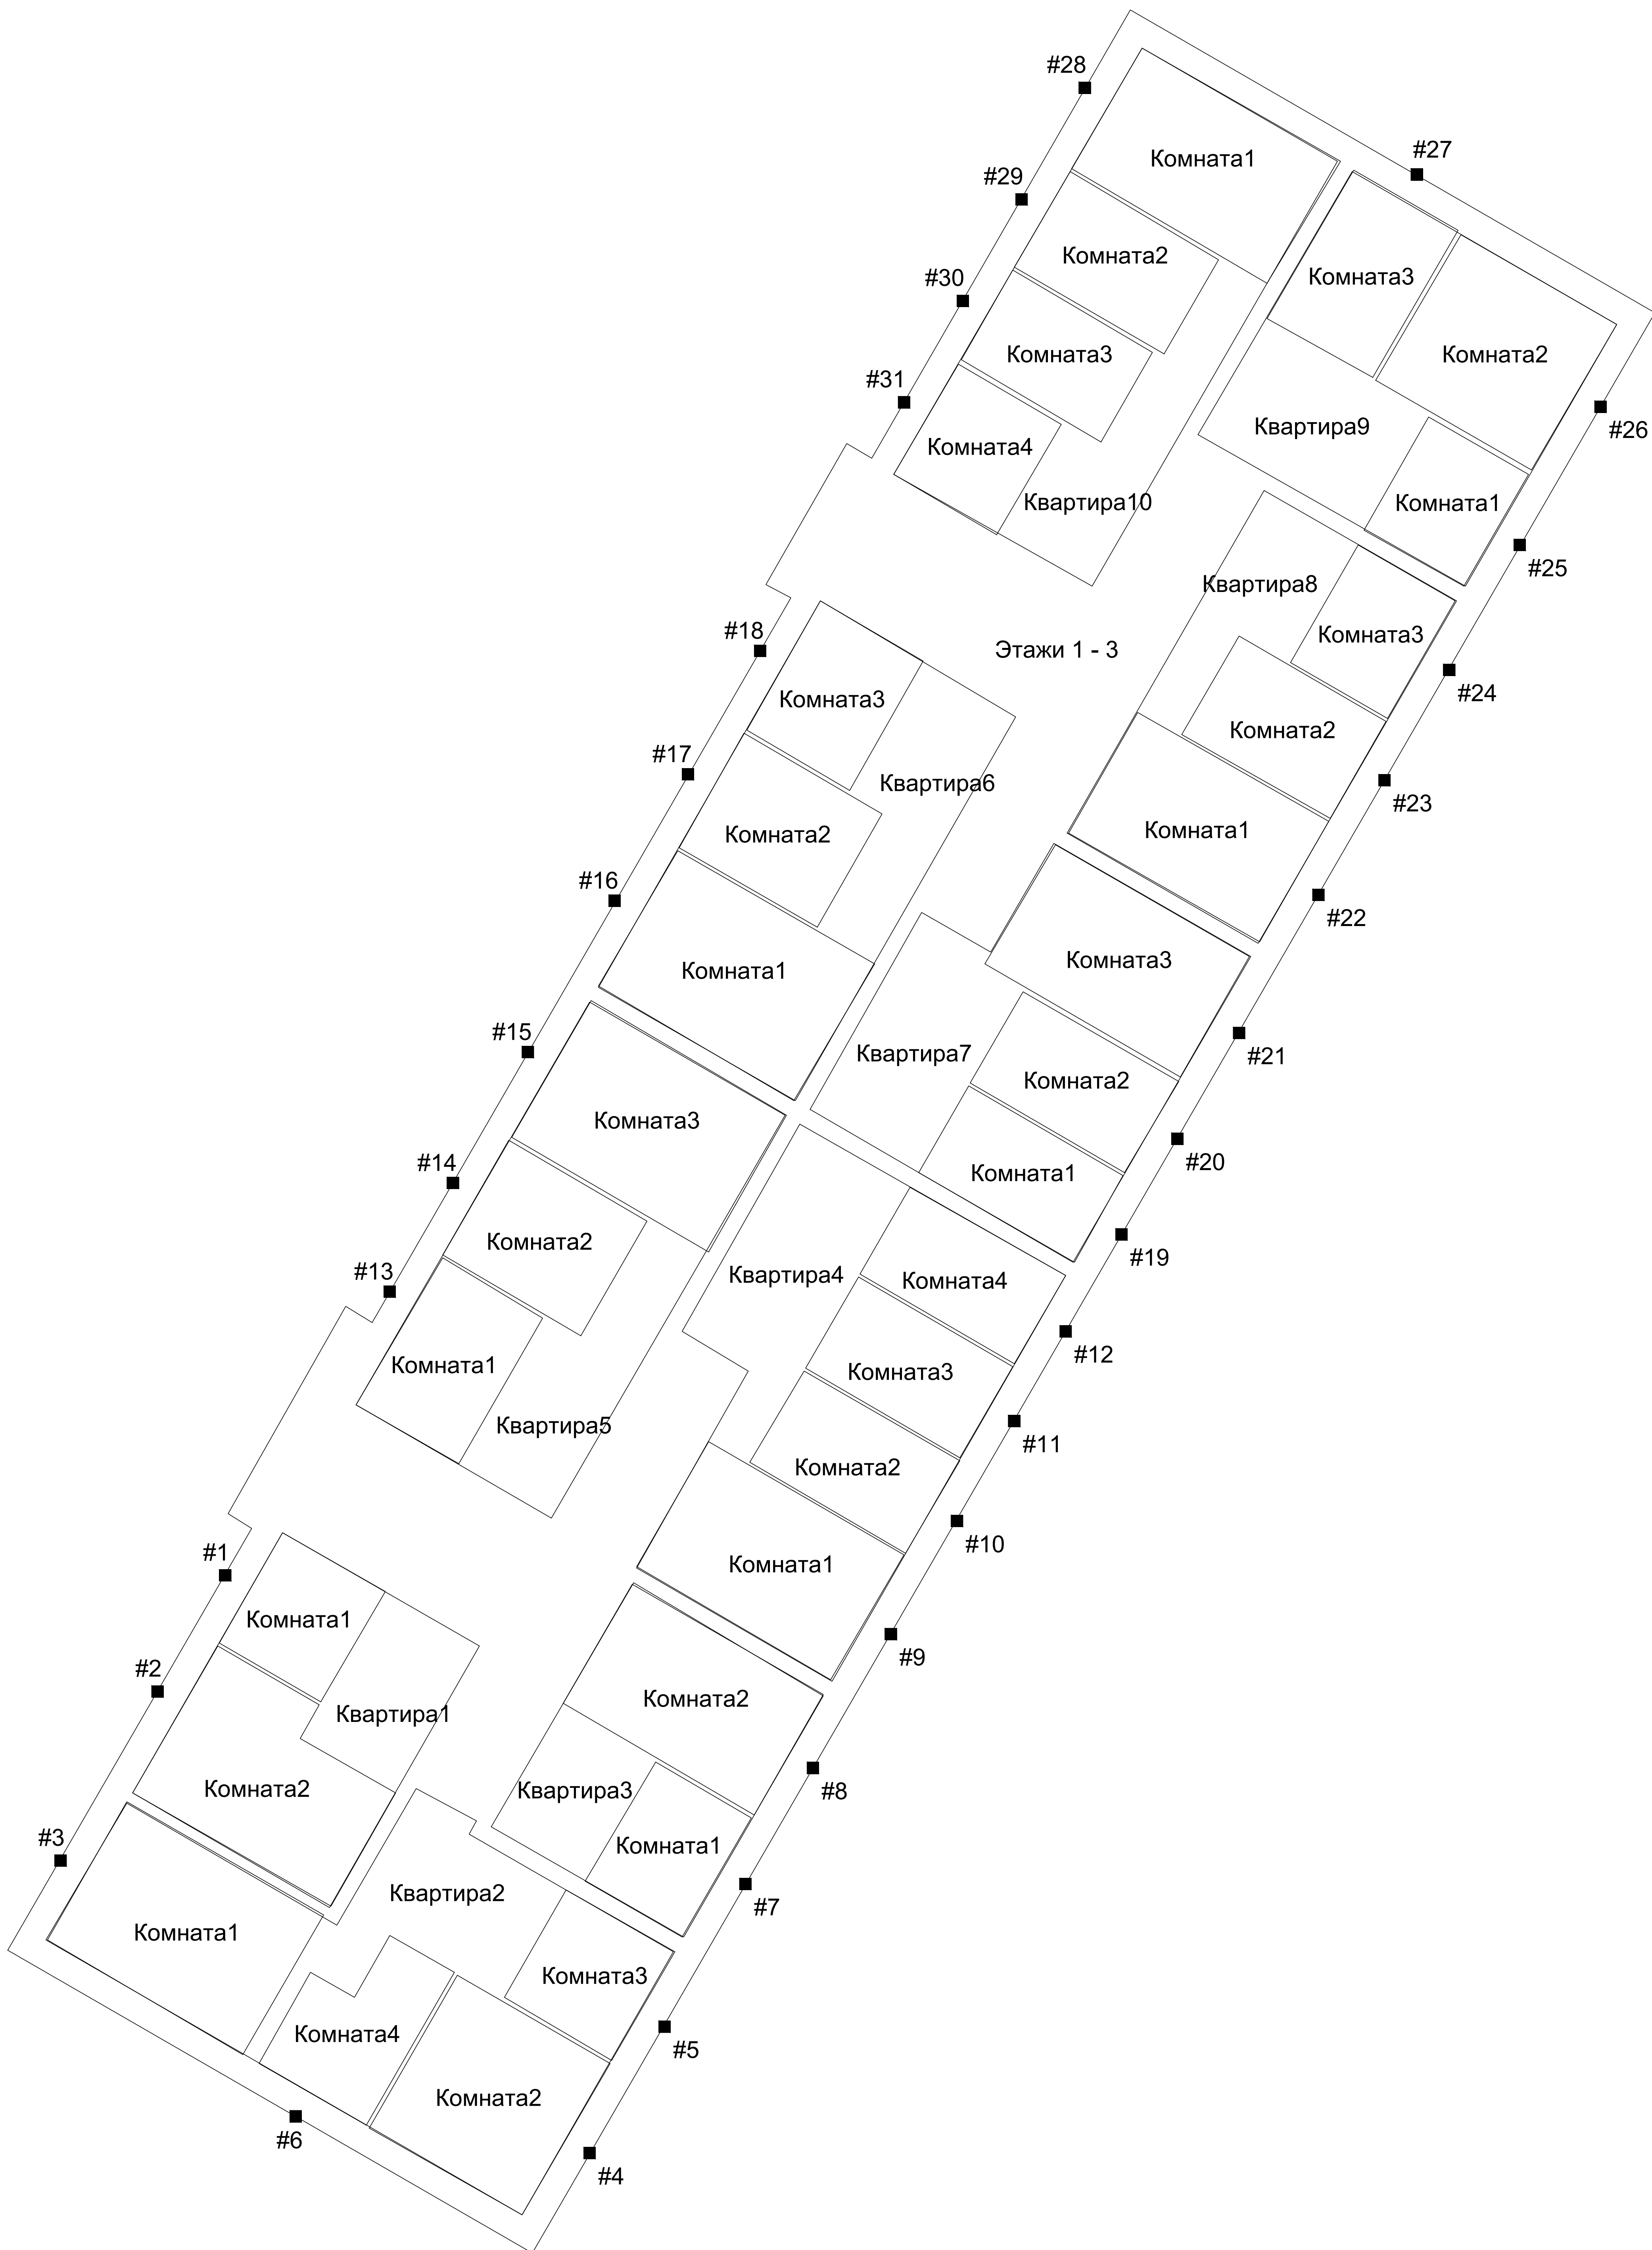 #28
#27
Комната1
#29
Комната2
Комната3
#30
Комната3
Комната2
#31
#26
Квартира9
Комната4
Квартира10
Комната1
#25
Квартира8
#18
Комната3
Этажи 1 - 3
#24
Комната3
Комната2
#17
Квартира6
#23
Комната2
Комната1
#16
#22
Комната3
Комната1
#15
Квартира7
#21
Комната2
Комната3
#14
#20
Комната1
Комната2
#19
#13
Квартира4
Комната4
#12
Комната1
Комната3
Квартира5
#11
Комната2
#10
#1
Комната1
Комната1
#9
#2
Комната2
Квартира1
Комната2
Квартира3
#8
#3
Комната1
Квартира2
#7
Комната1
Комната3
Комната4
#5
Комната2
#6
#4